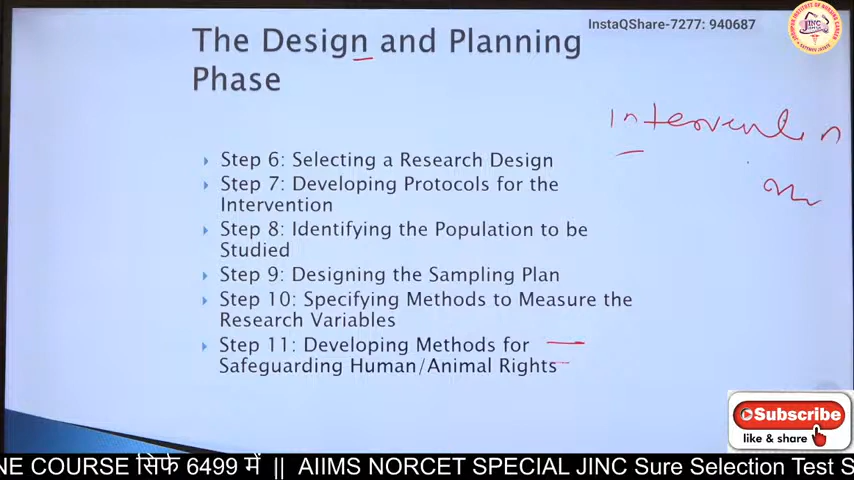 InstaQShare-7277: 940687
The Design and Planning
Phase
Intervention
Step 6: Selecting a Research Design
Step 7: Developing Protocols for the
Intervention
Step 8: Identifying the Population to be
Studied
Step 9: Designing the Sampling Plan
Step 10: Specifying Methods to Measure the
Research Variables
Step 11: Developing Methods for
Safeguarding Human/Animal Rights
Subscribe
like & share
NE COURSE सिर्फ 6499 में || AIIMS NORCET SPECIAL JINC Sure Selection Test S